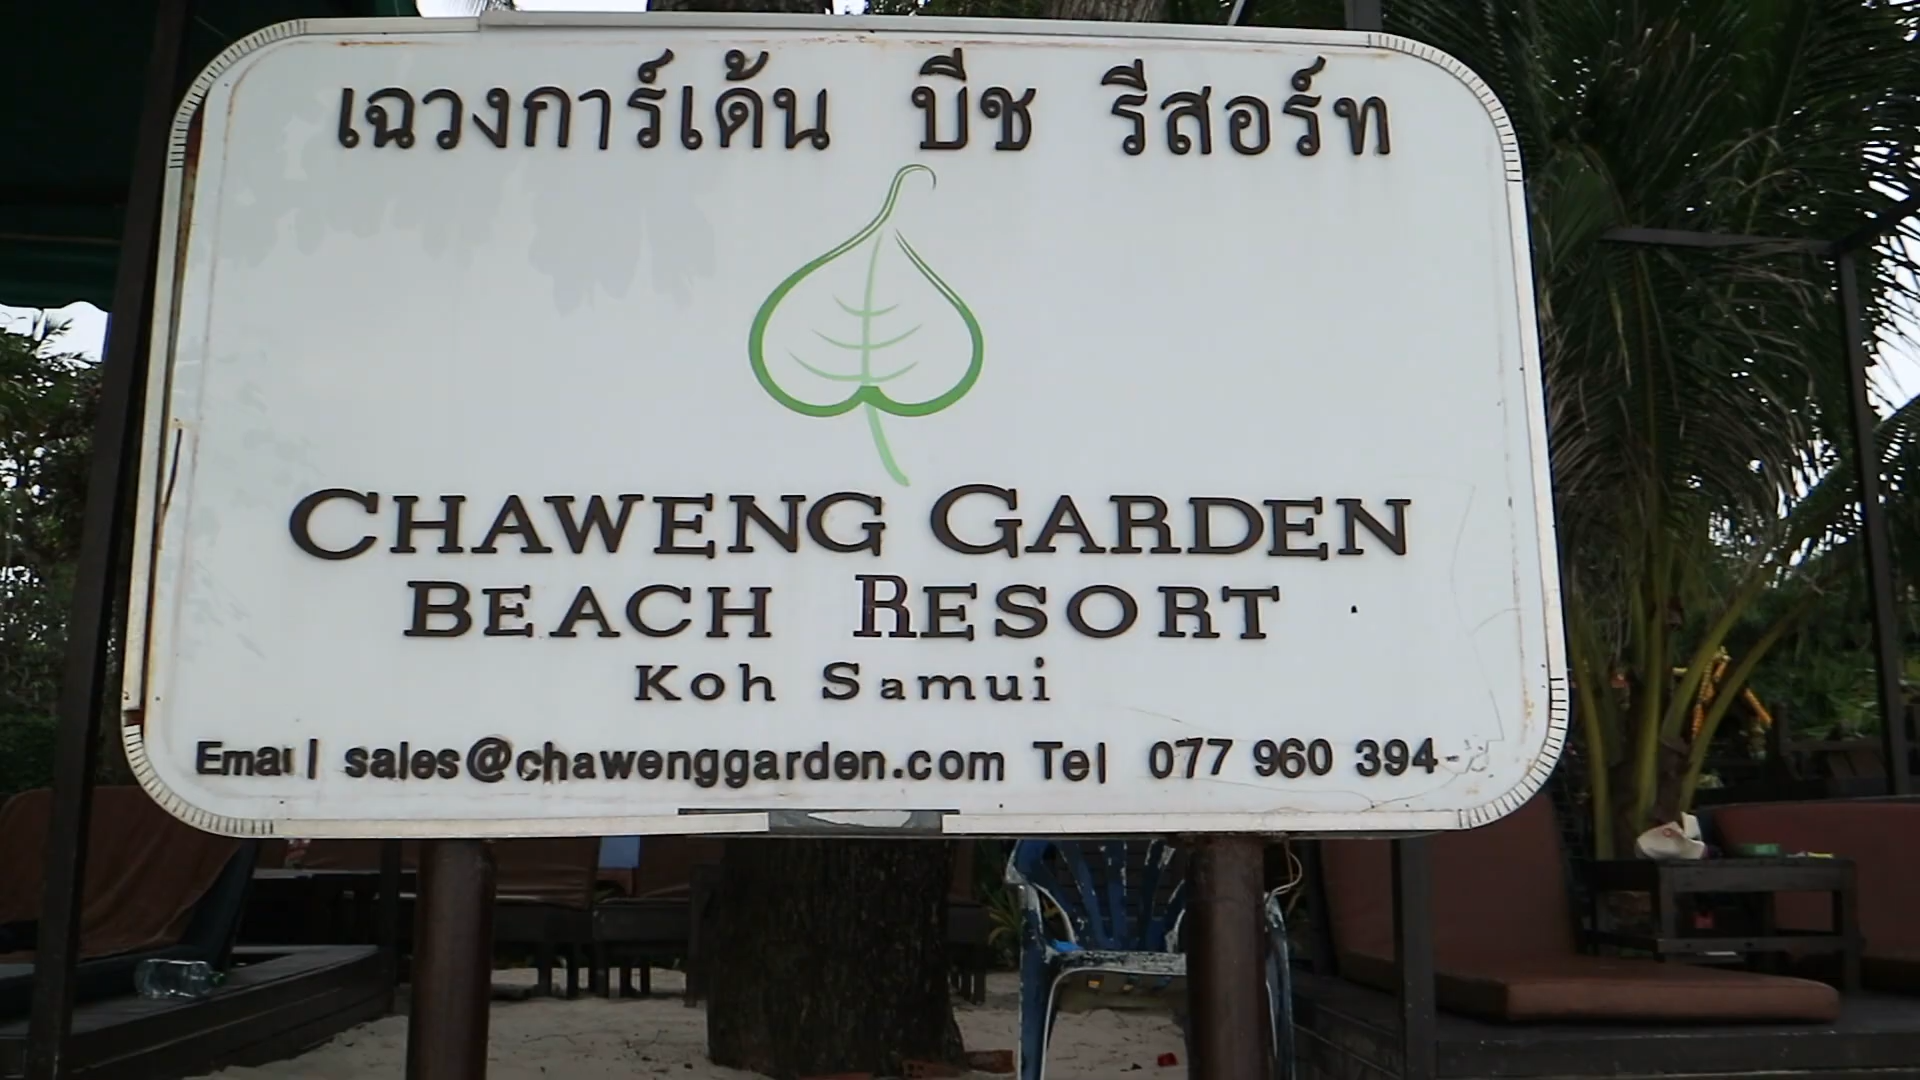 เฉวงการ์เด้น บีช รีสอร์ท
CHAWENG GARDEN
BEACH RESORT
Koh Samui
Email sales@chawenggarden.com Tel 077 960 394-